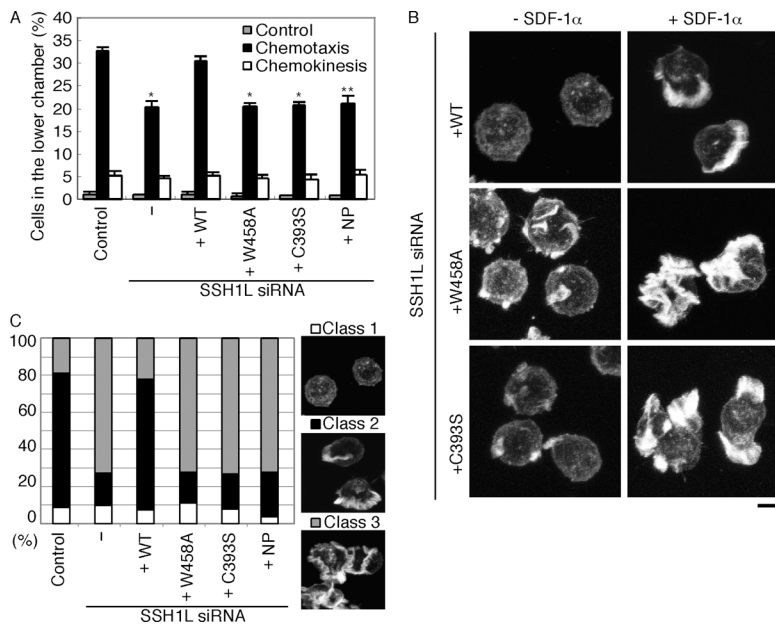 A
Cells in the lower chamber (%)
40
35
30
25
20
15
10
5
0
Control
Chemotaxis
Chemokinesis
*
*
*
**
Control
–
+ WT
+ W458A
+ C393S
+ NP
SSH1L siRNA
B
- SDF-1α
+ SDF-1α
SSH1L siRNA
+WT
+W458A
+C393S
C
100
80
60
40
20
0
(%)
Control
–
+ WT
+ W458A
+ C393S
+ NP
SSH1L siRNA
Class 1
Class 2
Class 3